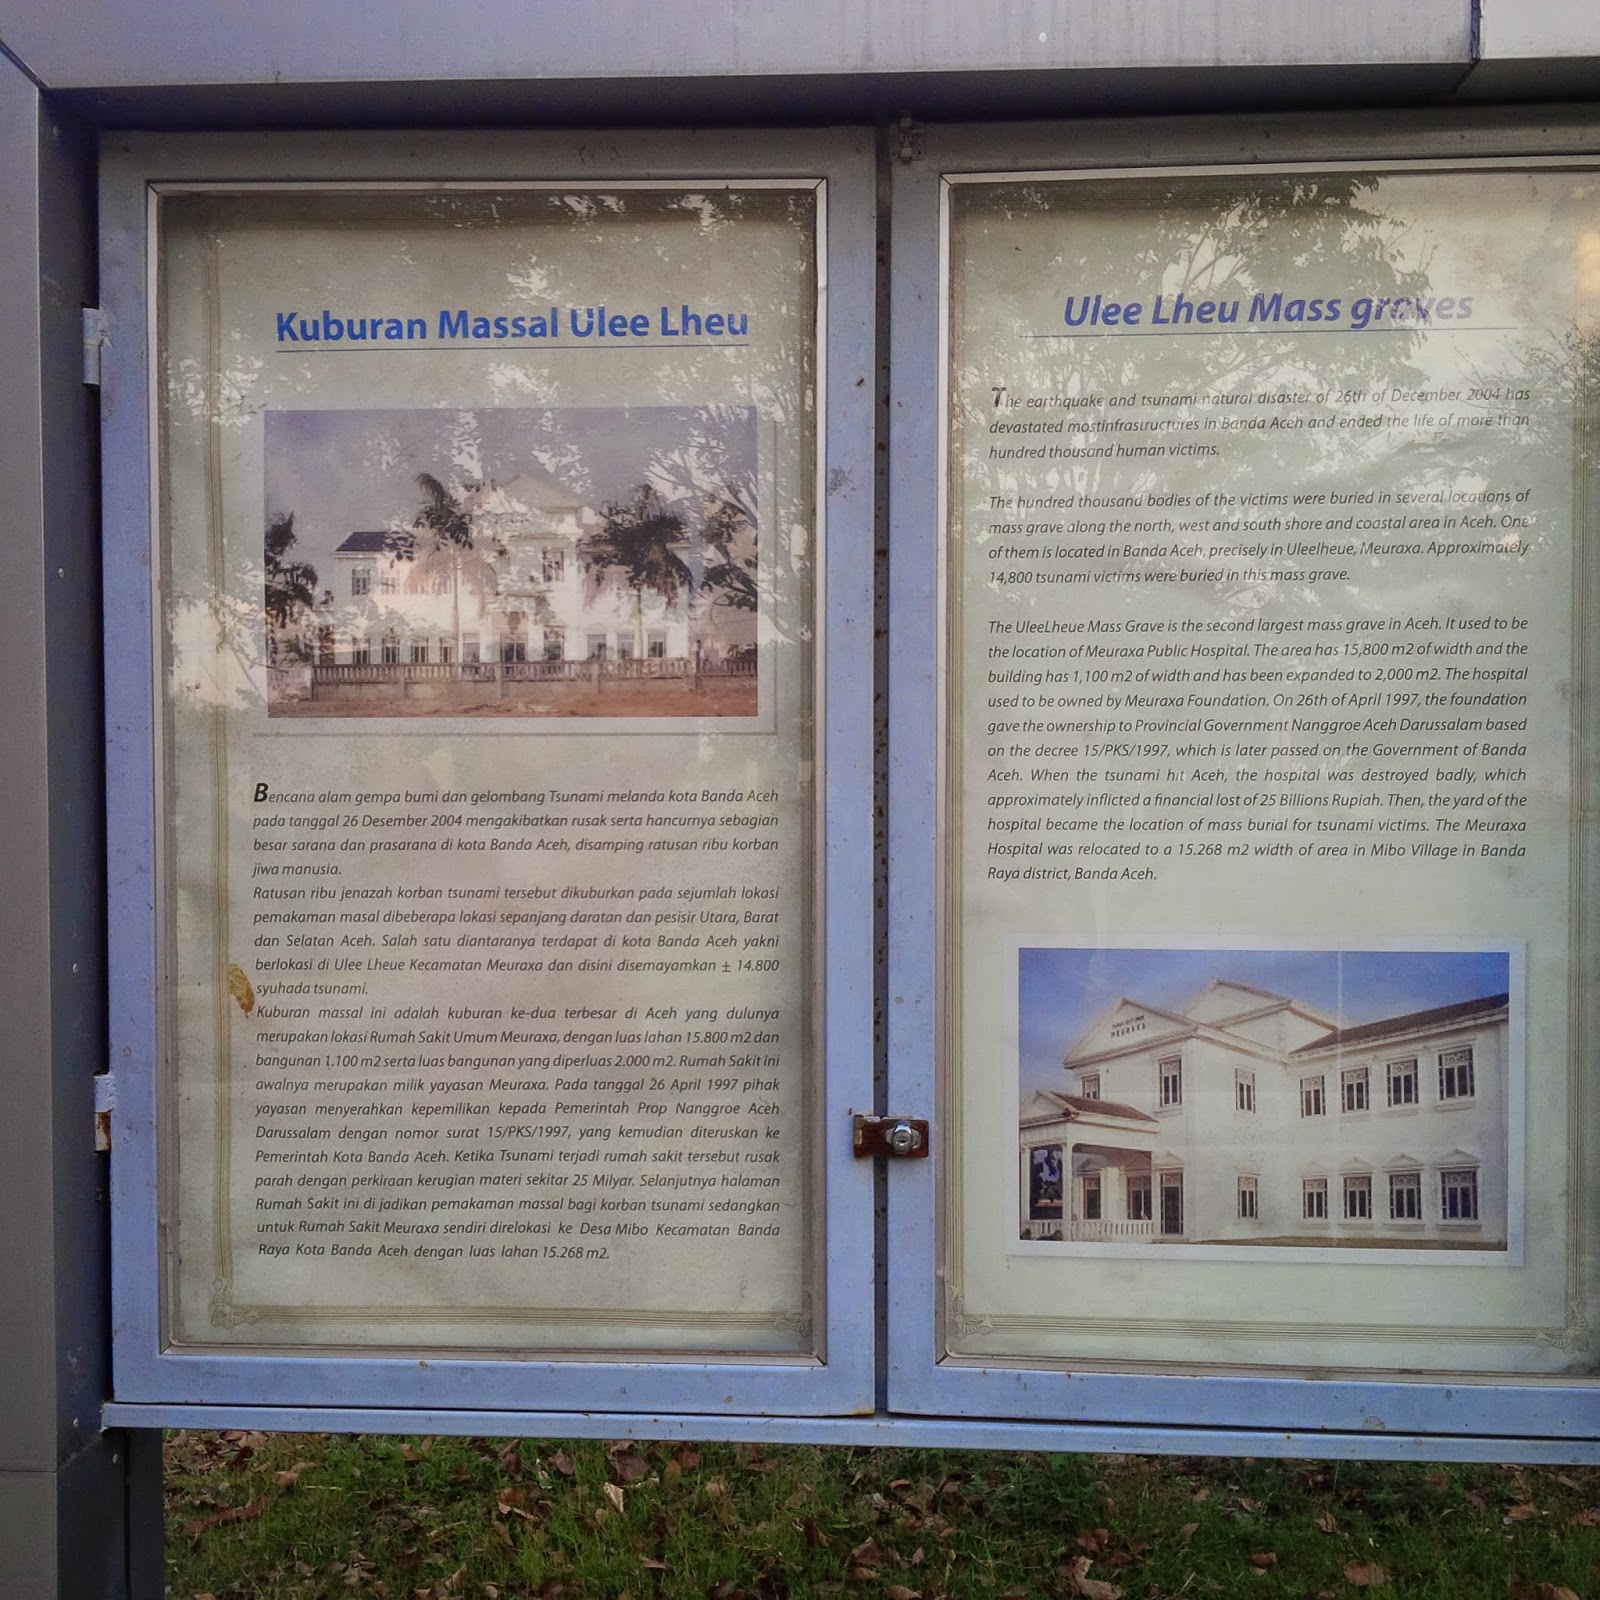 Kuburan Massal Ulee Lheu
Bencana alam gempa bumi dan gelombang Tsunami melanda kota Banda Aceh
pada tanggal 26 Desember 2004 mengakibatkan rusak serta hancurnya sebagian
besar sarana dan prasarana di kota Banda Aceh, disamping ratusan ribu korban
jiwa manusia.
Ratusan ribu jenazah korban tsunami tersebut dikuburkan pada sejumlah lokasi
pemakaman masal dibeberapa lokasi sepanjang daratan dan pesisir Utara, Barat
dan Selatan Aceh. Salah satu diantaranya terdapat di kota Banda Aceh yakni
berlokasi di Ulee Lheue Kecamatan Meuraxa dan disini disemayamkan ± 14.800
syuhada tsunami.
Kuburan massal ini adalah kuburan ke-dua terbesar di Aceh yang dulunya
merupakan lokasi Rumah Sakit Umum Meuraxa, dengan luas lahan 15.800 m2 dan
bangunan 1.100 m2 serta luas bangunan yang diperluas 2.000 m2. Rumah Sakit ini
awalnya merupakan milik yayasan Meuraxa. Pada tanggal 26 April 1997 pihak
yayasan menyerahkan kepemilikan kepada Pemerintah Prop Nanggroe Aceh
Darussalam dengan nomor surat 15/PKS/1997, yang kemudian diteruskan ke
Pemerintah Kota Banda Aceh. Ketika Tsunami terjadi rumah sakit tersebut rusak
parah dengan perkiraan kerugian materi sekitar 25 Milyar. Selanjutnya halaman
Rumah Sakit ini di jadikan pemakaman massal bagi korban tsunami sedangkan
untuk Rumah Sakit Meuraxa sendiri direlokasi ke Desa Mibo Kecamatan Banda
Raya Kota Banda Aceh dengan luas lahan 15.268 m2.
Ulee Lheu Mass graves
The earthquake and tsunami natural disaster of 26th of December 2004 has
devastated mostinfrasructures in Banda Aceh and ended the life of more than
hundred thousand human victims.
The hundred thousand bodies of the victims were buried in several locations of
mass grave along the north, west and south shore and coastal area in Aceh. One
of them is located in Banda Aceh, precisely in Uleelheue, Meuraxa. Approximately
14,800 tsunami victims were buried in this mass grave.
The UleeLheue Mass Grave is the second largest mass grave in Aceh. It used to be
the location of Meuraxa Public Hospital. The area has 15,800 m2 of width and the
building has 1,100 m2 of width and has been expanded to 2,000 m2. The hospital
used to be owned by Meuraxa Foundation. On 26th of April 1997, the foundation
gave the ownership to Provincial Government Nanggroe Aceh Darussalam based
on the decree 15/PKS/1997, which is later passed on the Government of Banda
Aceh. When the tsunami hit Aceh, the hospital was destroyed badly, which
approximately inflicted a financial lost of 25 Billions Rupiah. Then, the yard of the
hospital became the location of mass burial for tsunami victims. The Meuraxa
Hospital was relocated to a 15.268 m2 width of area in Mibo Village in Banda
Raya district, Banda Aceh.
MEURAXA